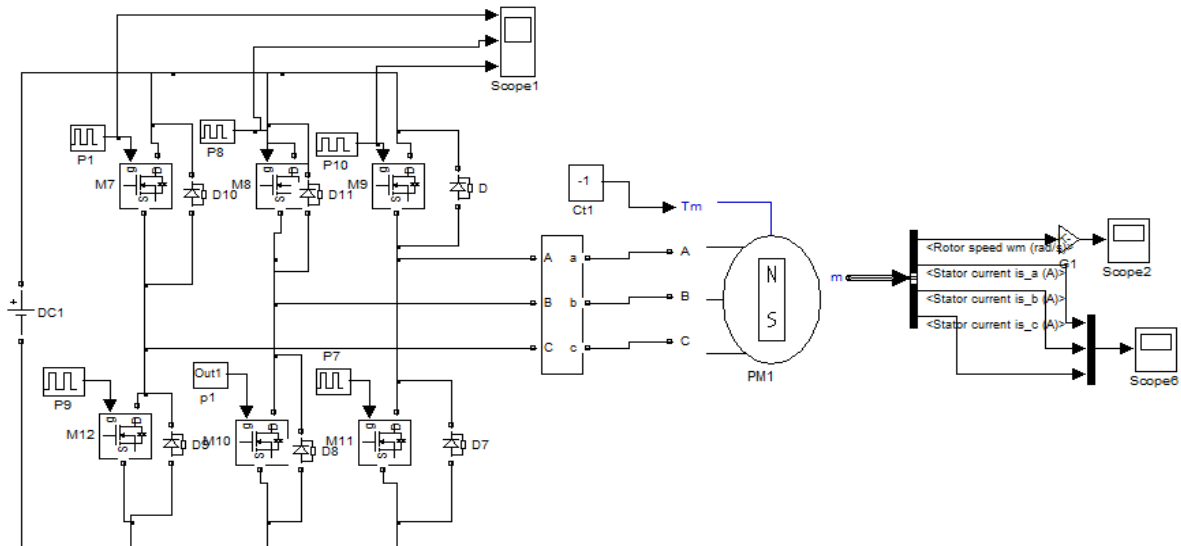 Scope1
P1
P8
P10
g
D
S
M7
D10
g
D
S
M8
D11
g
D
S
M9
D
-1
Ct1
Tm
A
B
C
a
b
c
A
B
C
N
S
PM1
m
<Rotor speed wm (rad/s)>
G1
Scope2
<Stator current is_a (A)>
<Stator current is_b (A)>
<Stator current is_c (A)>
Scope6
+
DC1
P9
Out1
p1
P7
g
D
S
M12
D9
g
D
S
M10
D8
g
D
S
M11
D7